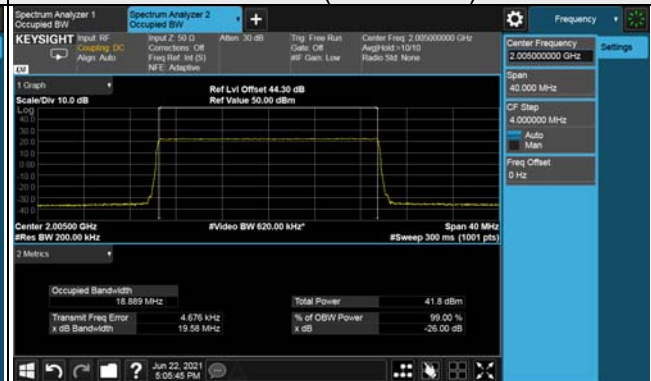 Spectrum Analyzer 1
Occupied BW
Spectrum Analyzer 2
Occupied BW
+
Frequency
KEYSIGHT
Input: RF
Coupling: DC
Align: Auto
Input Z: 50 Ω
Corrections: Off
Freq Ref: Int (S)
NFE: Adaptive
Atten: 30 dB
Trig: Free Run
Gate: Off
#IF Gain: Low
Center Freq: 2.005000000 GHz
Avg|Hold:>10/10
Radio Std: None
LXI
Center Frequency
2.005000000 GHz
Settings
Span
40.000 MHz
CF Step
4.000000 MHz
Auto
Man
Freq Offset
0 Hz
1 Graph
Scale/Div 10.0 dB
Ref Lvl Offset 44.30 dB
Ref Value 50.00 dBm
Log
40.0
30.0
20.0
10.0
0.00
-10.0
-20.0
-30.0
-40.0
Center 2.00500 GHz
#Res BW 200.00 kHz
#Video BW 620.00 kHz*
Span 40 MHz
#Sweep 300 ms (1001 pts)
2 Metrics
Occupied Bandwidth
18.889 MHz
Total Power 41.8 dBm
Transmit Freq Error 4.676 kHz
% of OBW Power 99.00 %
x dB Bandwidth 19.58 MHz
x dB -26.00 dB
?
Jun 22, 2021
5:05:45 PM